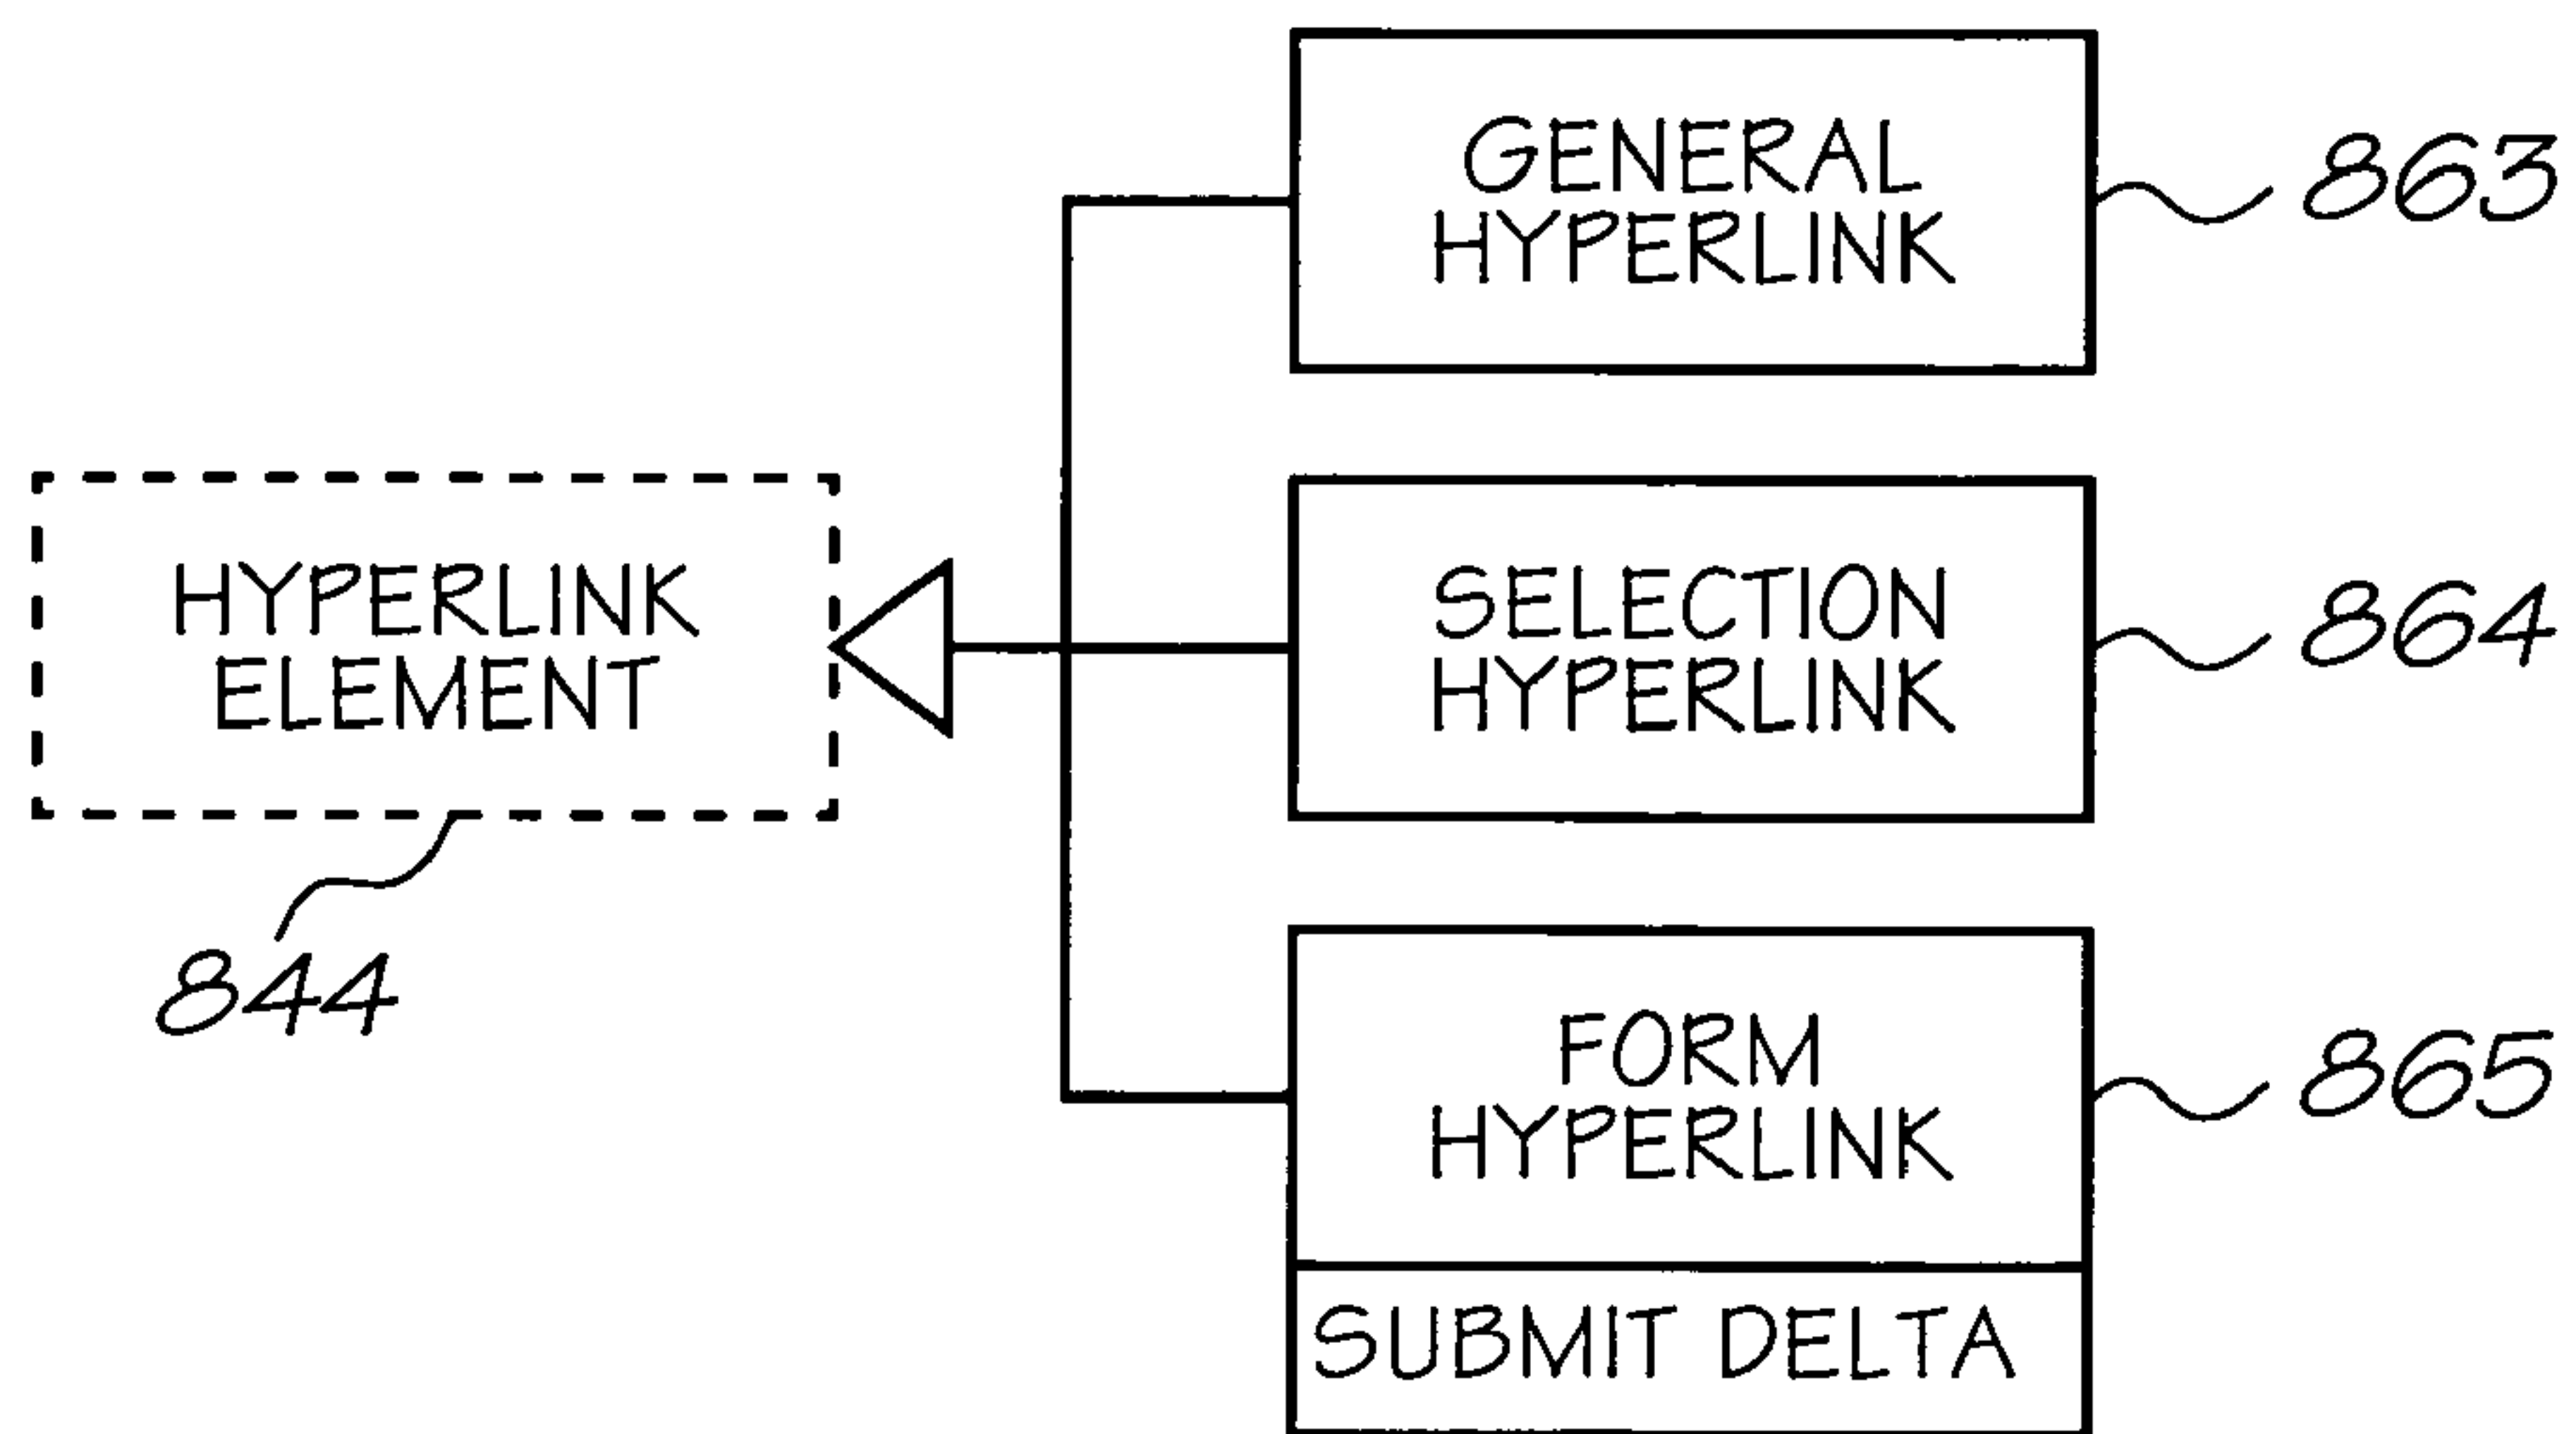 GENERAL
HYPERLINK
863
HYPERLINK
ELEMENT
844
SELECTION
HYPERLINK
864
FORM
HYPERLINK
865
SUBMIT DELTA